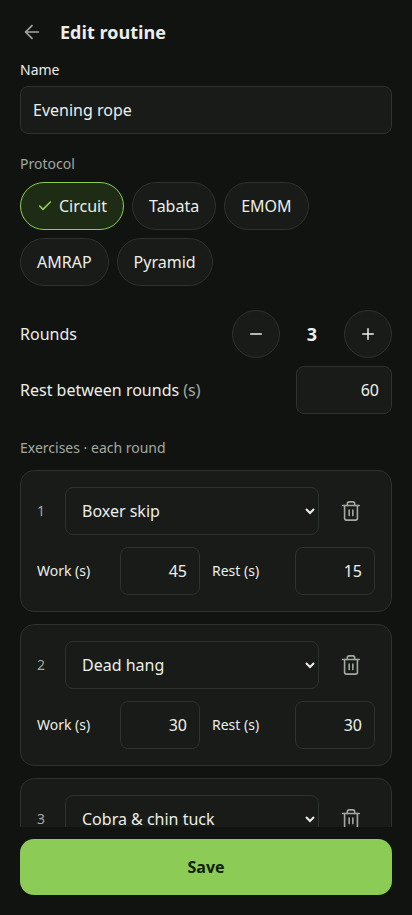 Edit routine
Name
Evening rope
Protocol
Circuit Tabata EMOM
AMRAP Pyramid
Rounds 3
Rest between rounds (s) 60
Exercises · each round
1 Boxer skip
Work (s) 45 Rest (s) 15
2 Dead hang
Work (s) 30 Rest (s) 30
3 Cobra & chin tuck
Save